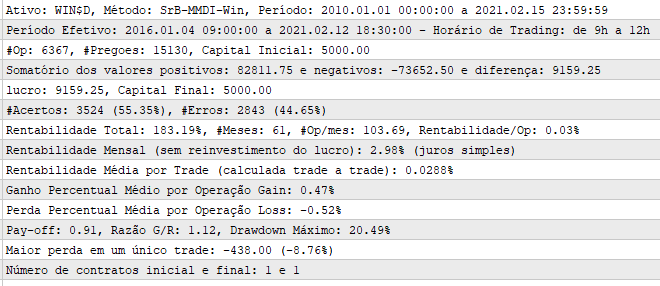 Ativo: WIN$D, Método: SrB-MMDI-Win, Período: 2010.01.01 00:00:00 a 2021.02.15 23:59:59
Período Efetivo: 2016.01.04 09:00:00 a 2021.02.12 18:30:00 - Horário de Trading: de 9h a 12h
#Op: 6367, #Pregoes: 15130, Capital Inicial: 5000.00
Somatório dos valores positivos: 82811.75 e negativos: -73652.50 e diferença: 9159.25
lucro: 9159.25, Capital Final: 5000.00
#Acertos: 3524 (55.35%), #Erros: 2843 (44.65%)
Rentabilidade Total: 183.19%, #Meses: 61, #Op/mes: 103.69, Rentabilidade/Op: 0.03%
Rentabilidade Mensal (sem reinvestimento do lucro): 2.98% (juros simples)
Rentabilidade Média por Trade (calculada trade a trade): 0.0288%
Ganho Percentual Médio por Operação Gain: 0.47%
Perda Percentual Média por Operação Loss: -0.52%
Pay-off: 0.91, Razão G/R: 1.12, Drawdown Máximo: 20.49%
Maior perda em um único trade: -438.00 (-8.76%)
Número de contratos inicial e final: 1 e 1